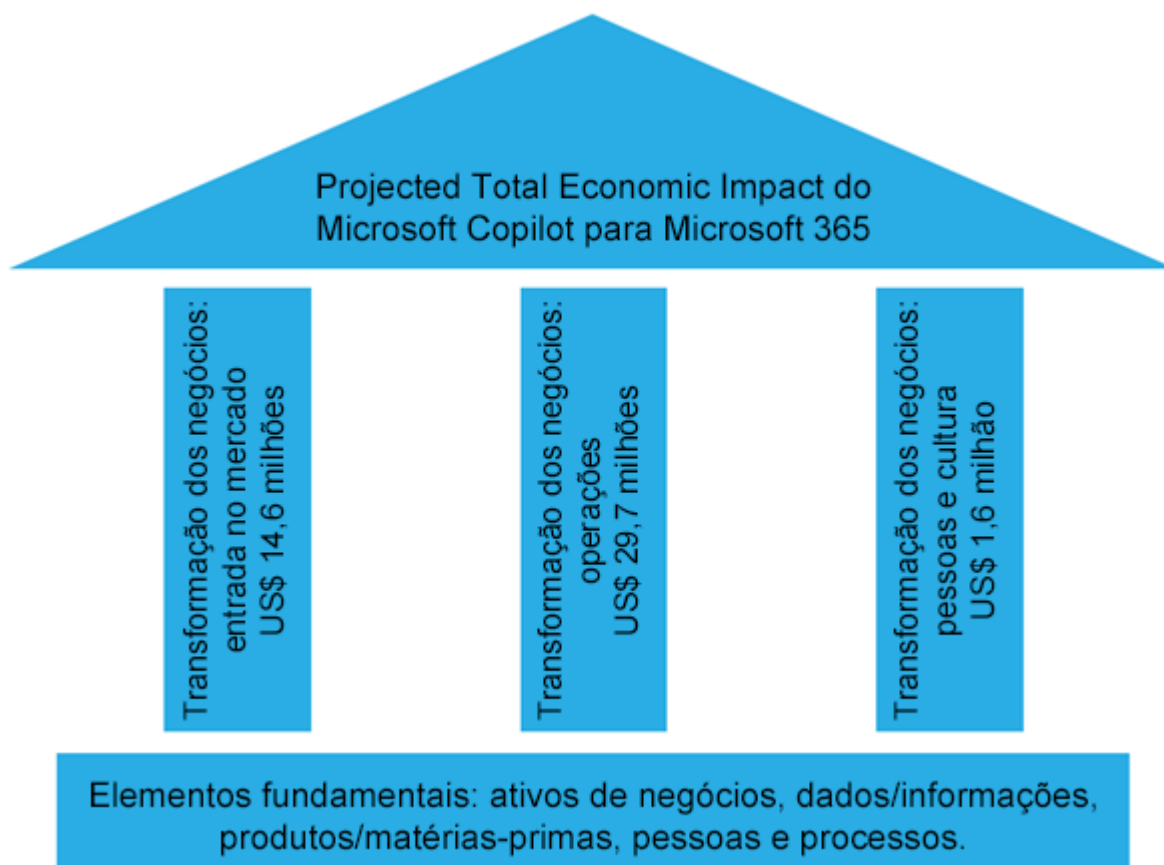 Projected Total Economic Impact do
Microsoft Copilot para Microsoft 365
Transformação dos negócios:
entrada no mercado
US$ 14,6 milhões
Transformação dos negócios:
operações
US$ 29,7 milhões
Transformação dos negócios:
pessoas e cultura
US$ 1,6 milhão
Elementos fundamentais: ativos de negócios, dados/informações,
produtos/matérias-primas, pessoas e processos.